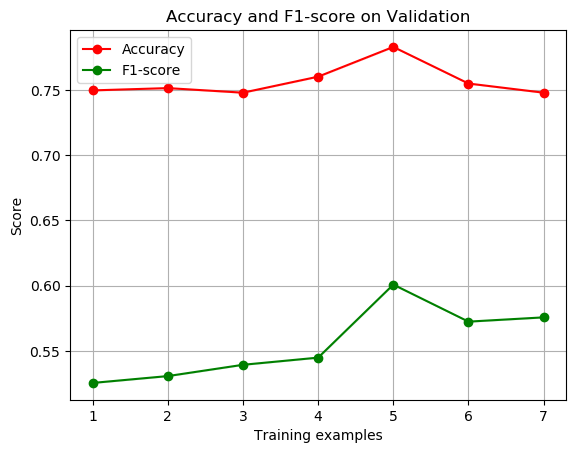 Accuracy and F1-score on Validation
Accuracy
F1-score
0.75
0.70
0.65
0.60
0.55
Score
1 2 3 4 5 6 7
Training examples